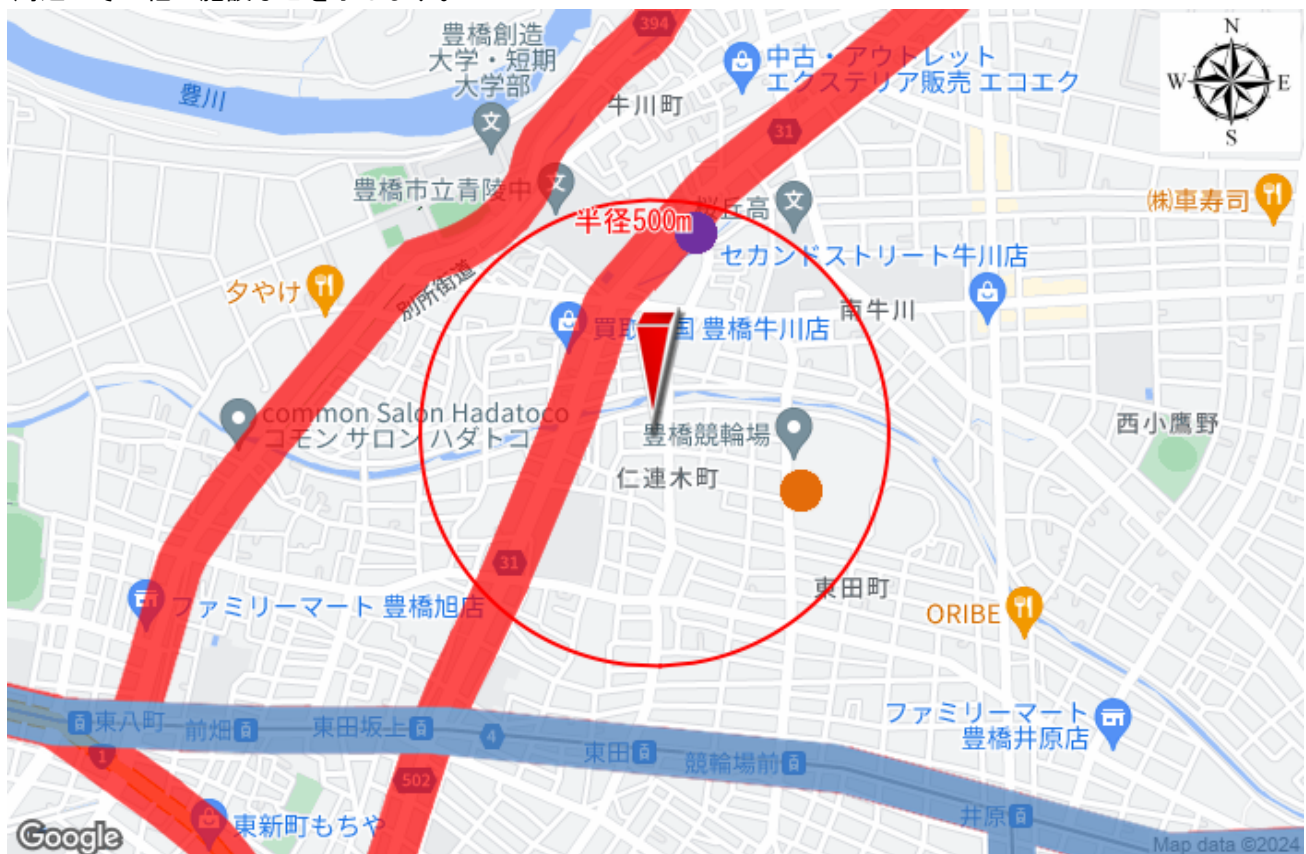 394
豊橋創造
大学・短期
大学部
中古・アウトレット
エクステリア販売 エコエク
N
W
E
S
豊川
牛川町
31
豊橋市立青陵中
桜丘高
㈱車寿司
半径500m
セカンドストリート牛川店
夕やけ
別所街道
南牛川
買取
国 豊橋牛川店
common Salon Hadatoco
コモン サロン ハダトコ
豊橋競輪場
西小鷹野
仁連木町
31
東田町
ファミリーマート 豊橋旭店
ORIBE
東八町
前畑
東田坂上
4
東田
競輪場前
ファミリーマート
豊橋井原店
1
502
井原
東新町もちや
Google
Map data ©2024